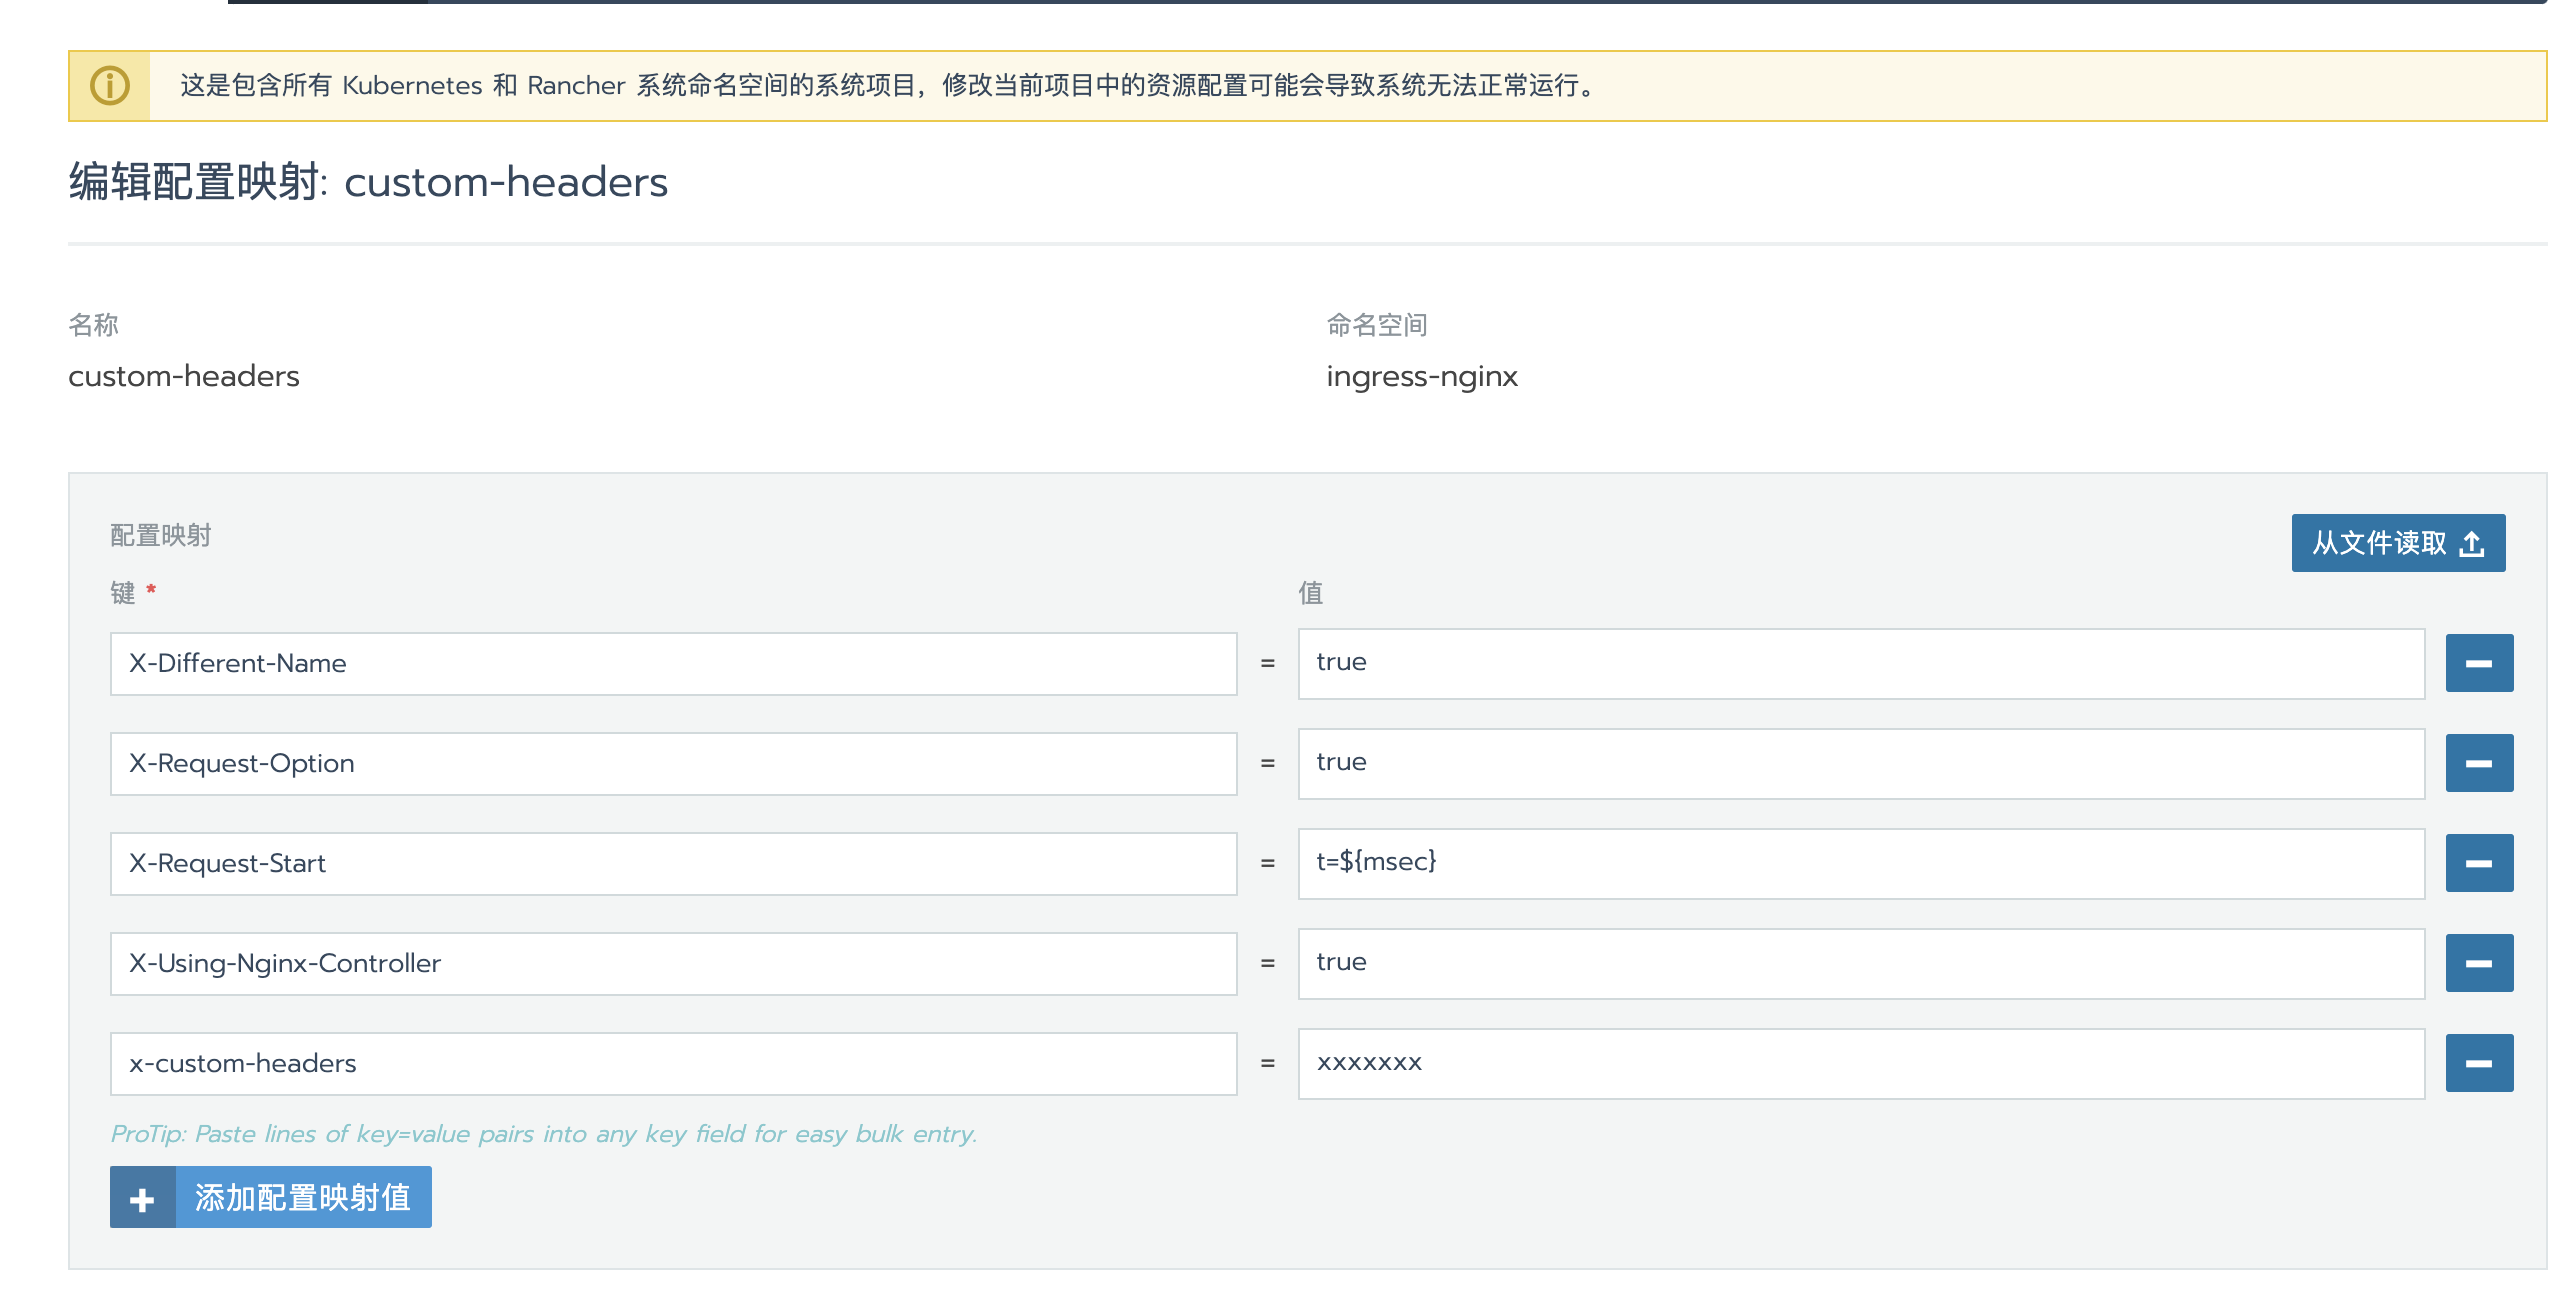 这是包含所有 Kubernetes 和 Rancher 系统命名空间的系统项目，修改当前项目中的资源配置可能会导致系统无法正常运行。
编辑配置映射: custom-headers
名称
命名空间
custom-headers
ingress-nginx
配置映射
从文件读取
键 *
值
X-Different-Name = true
X-Request-Option = true
X-Request-Start = t=${msec}
X-Using-Nginx-Controller = true
x-custom-headers = xxxxxxx
ProTip: Paste lines of key=value pairs into any key field for easy bulk entry.
添加配置映射值